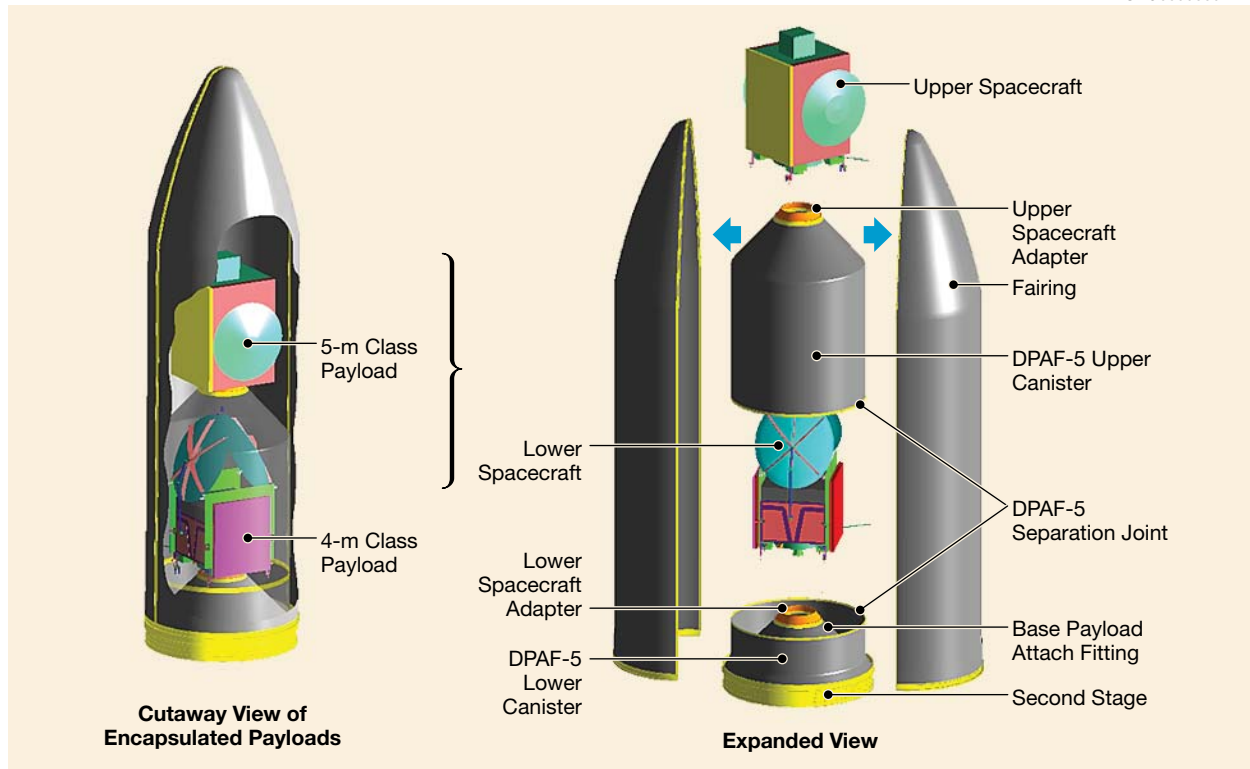 5-m Class
Payload
4-m Class
Payload
Cutaway View of
Encapsulated Payloads
Upper Spacecraft
Upper
Spacecraft
Adapter
Fairing
DPAF-5 Upper
Canister
Lower
Spacecraft
DPAF-5
Separation Joint
Lower
Spacecraft
Adapter
Base Payload
Attach Fitting
DPAF-5
Lower
Canister
Second Stage
Expanded View